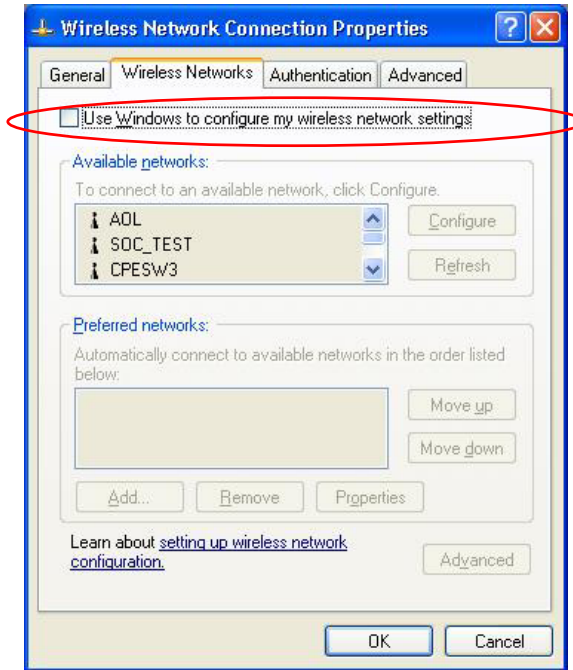 Wireless Network Connection Properties
General Wireless Networks Authentication Advanced
Use Windows to configure my wireless network settings
Available networks:
To connect to an available network, click Configure.
AOL
SOC_TEST
CPESW3
Configure
Refresh
Preferred networks:
Automatically connect to available networks in the order listed
below:
Move up
Move down
Add... Remove Properties
Learn about setting up wireless network
configuration.
Advanced
OK Cancel